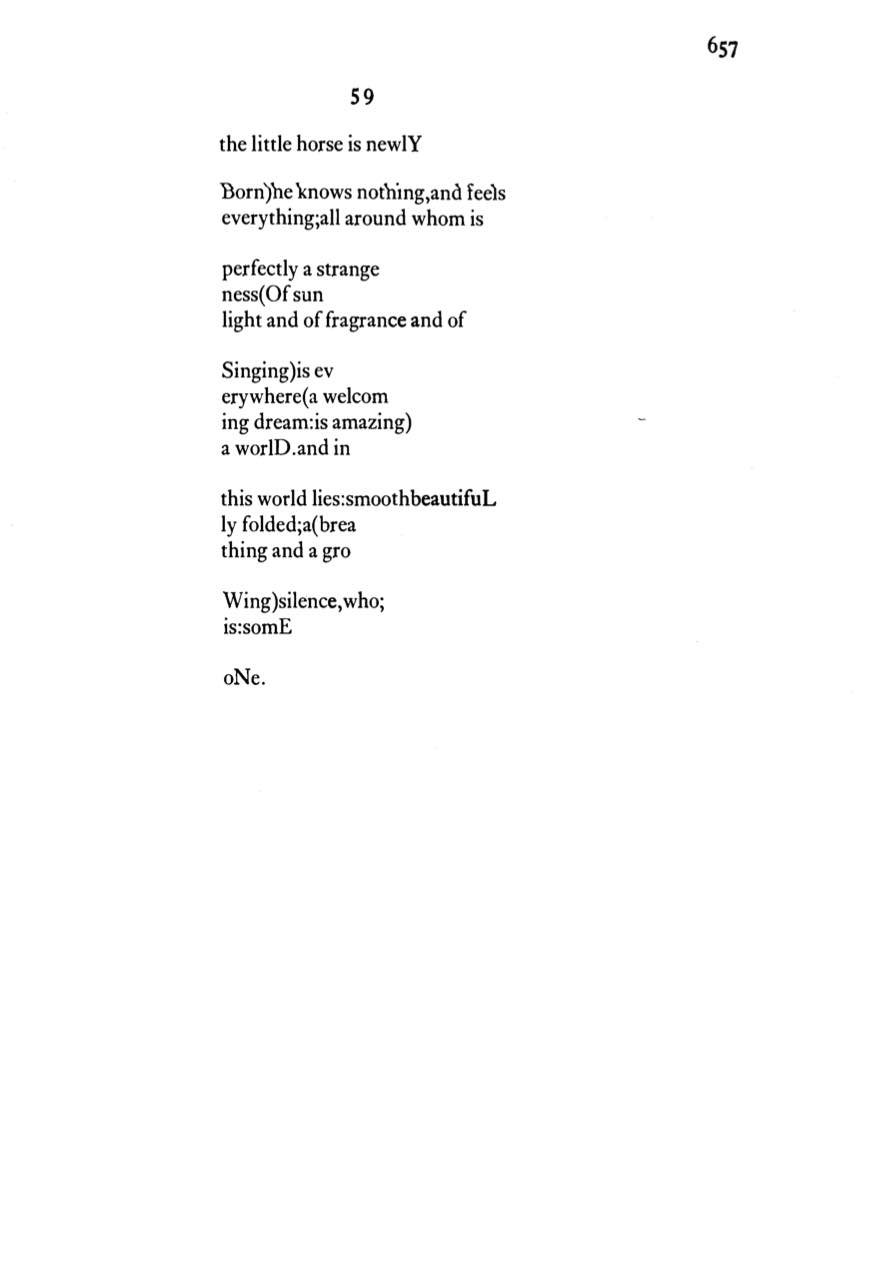 657
59
the little horse is newlY
Born)he knows nothing,and feels
everything;all around whom is
perfectly a strange
ness(Of sun
light and of fragrance and of
Singing)is ev
erywhere(a welcom
ing dream:is amazing)
a worlD.and in
this world lies:smoothbeautifuL
ly folded;a(brea
thing and a gro
Wing)silence,who;
is:somE
oNe.